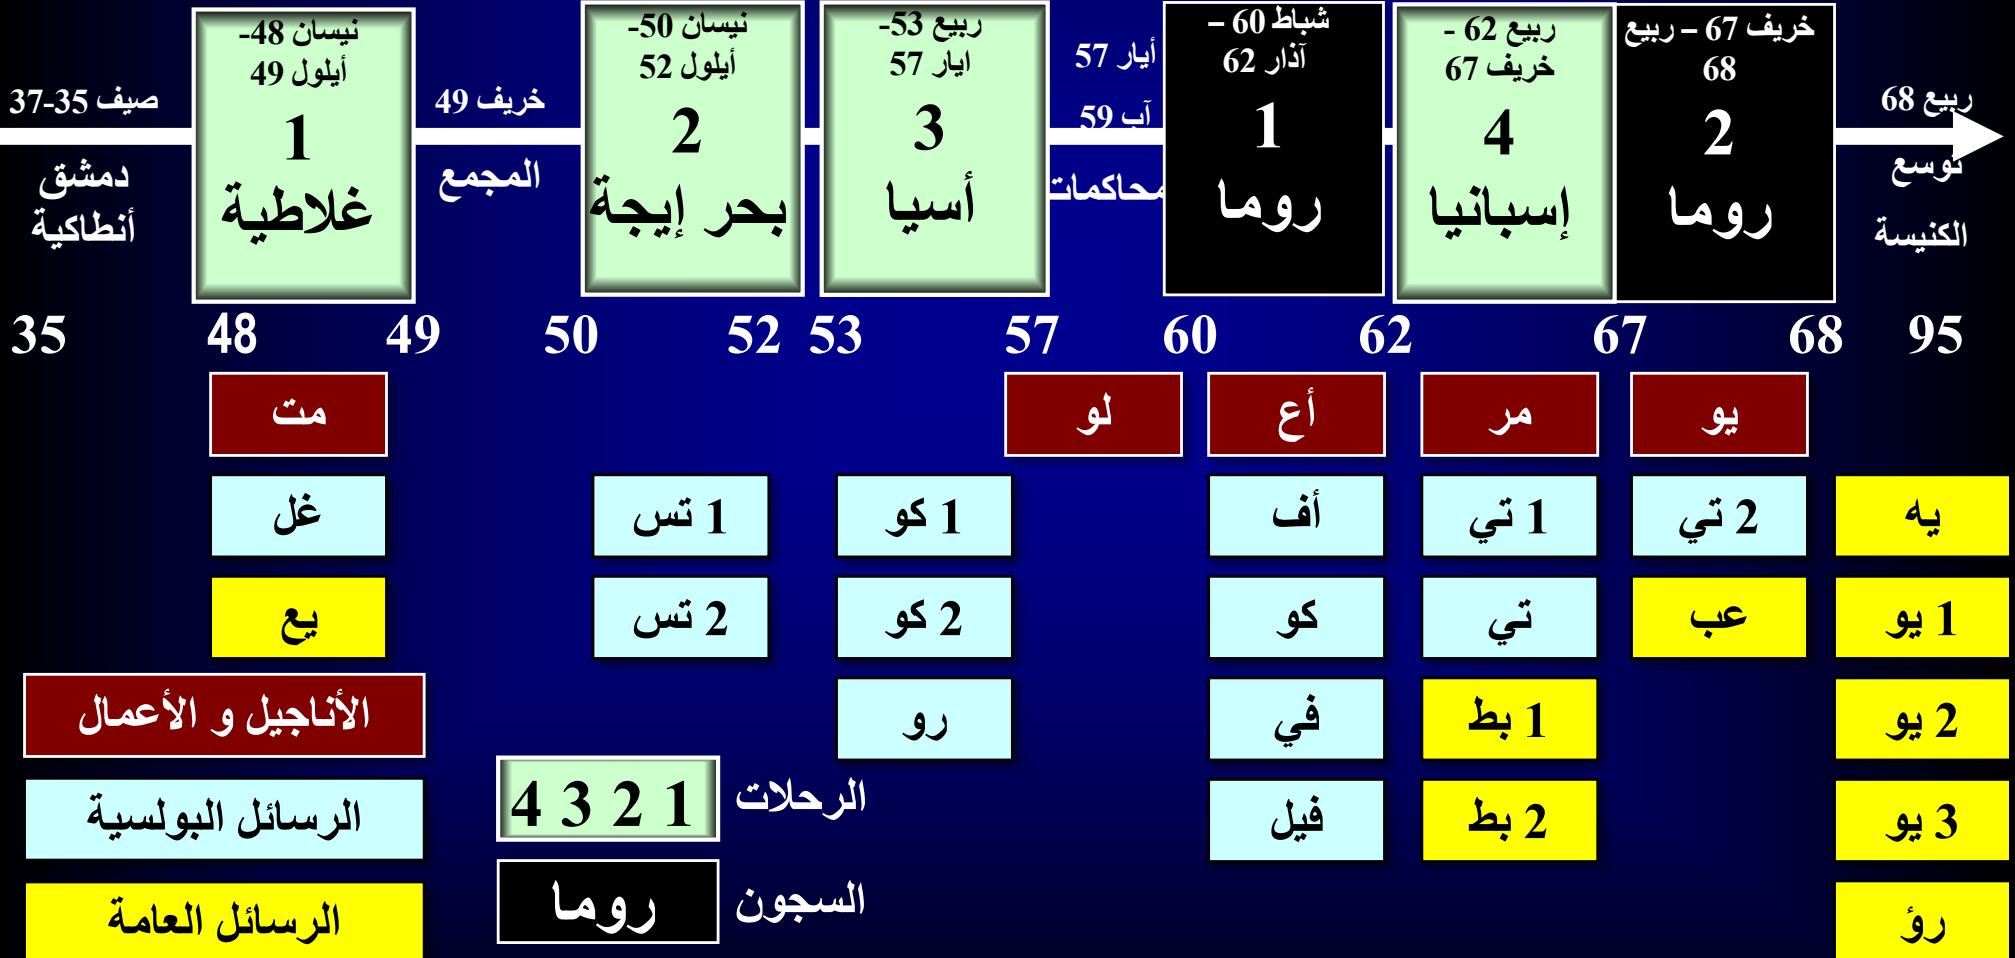 صيف 35-37
دمشق
أنطاكية
نيسان 48-
أيلول 49
1
غلاطية
خريف 49
المجمع
نيسان 50-
أيلول 52
2
بحر إيجة
ربيع 53-
ايار 57
3
أسيا
أيار 57
آب 59
محاكمات
شباط 60 –
آذار 62
1
روما
ربيع 62 -
خريف 67
4
إسبانيا
خريف 67 – ربيع
68
2
روما
ربيع 68
توسع
الكنيسة
35 48 49 50 52 53 57 60 62 67 68 95
مت
لو
أع
مر
يو
غل
1 تس
1 كو
أف
1 تي
2 تي
يه
يع
2 تس
2 كو
كو
تي
عب
1 يو
رو
في
1 بط
2 يو
فيل
2 بط
3 يو
رؤ
الأناجيل و الأعمال
الرسائل البولسية
الرسائل العامة
4 3 2 1
الرحلات
روما
السجون